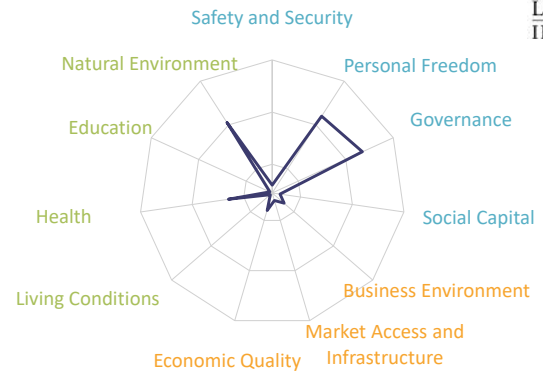 Safety and Security
Natural Environment
Personal Freedom
Education
Governance
Health
Social Capital
Living Conditions
Business Environment
Market Access and
Infrastructure
Economic Quality